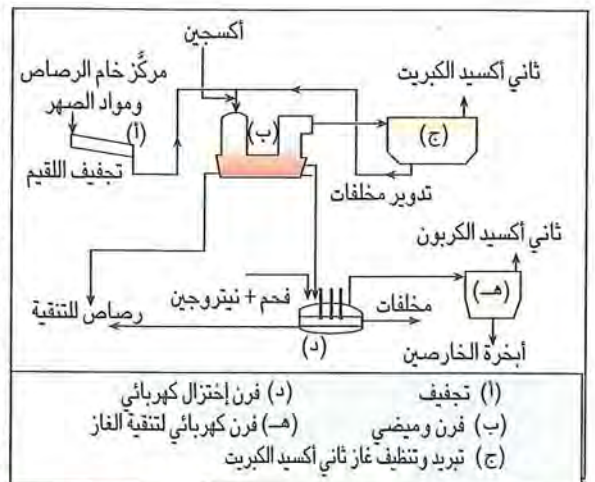 أكسجين
ثاني أكسيد الكبريت
مركَّز خام الرصاص
ومواد الصهر
(أ)
(ب)
(ج)
تجفيف اللقيم
تدوير مخلفات
ثاني أكسيد الكربون
فحم + نيتروجين
مخلفات
(هـ)
رصاص للتنقية
(د)
أبخرة الخارصين
(أ) تجفيف
(د) فرن إختزال كهربائي
(ب) فرن وميضي
(هـ) فرن كهربائي لتنقية الغاز
(ج) تبريد وتنظيف غاز ثاني أكسيد الكبريت